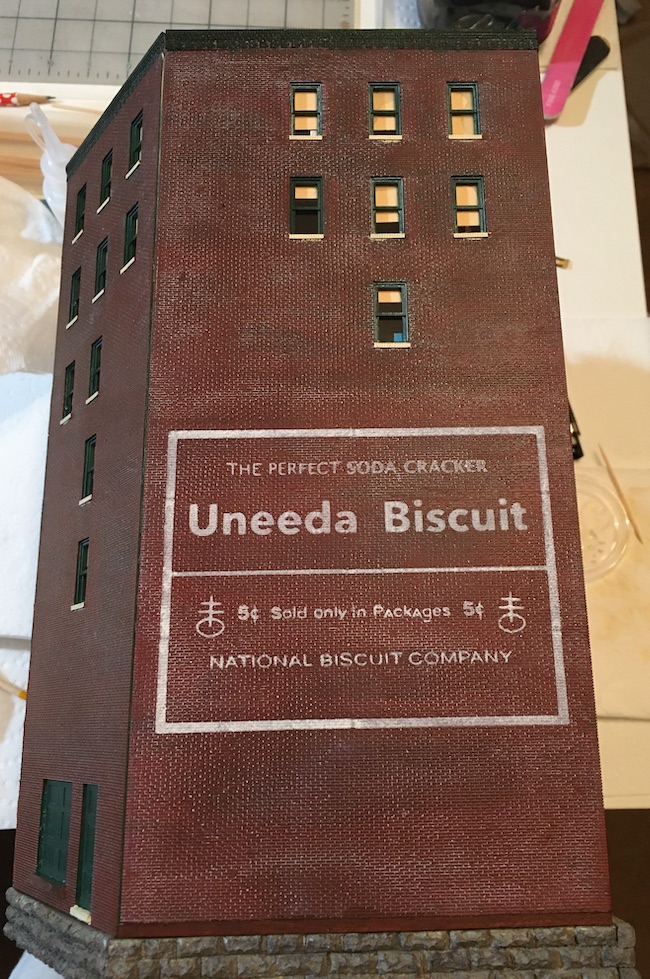 THE PERFECT SODA CRACKER
Uneeda Biscuit
5¢ Sold only in Packages 5¢
NATIONAL BISCUIT COMPANY